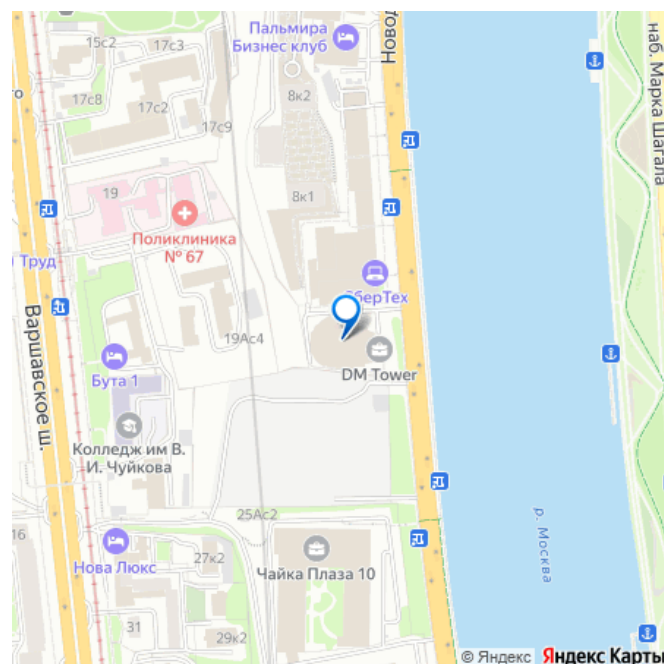 Пальмира
Бизнес клуб
15с2
17с3
17с8
17с2
17с9
8к2
Новод
наб. Марка Шагала
19
8к1
Поликлиника
№ 67
Труд
СберТех
19Ас4
DM Tower
Варшавское ш.
Бута 1
Колледж им В.
И. Чуйкова
25Ас2
16
р. Москва
Нова Люкс
27к2
Чайка Плаза 10
31
29к2
© Яндекс Яндекс Карты